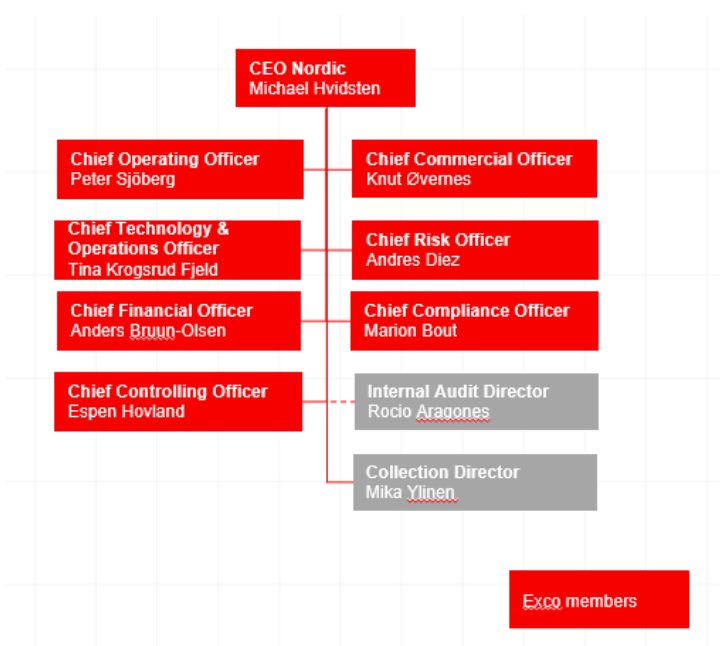 CEO Nordic
Michael Hvidsten
Chief Operating Officer
Peter Sjöberg
Chief Commercial Officer
Knut Øvernes
Chief Technology &
Operations Officer
Tina Krogsrud Fjeld
Chief Risk Officer
Andres Diez
Chief Financial Officer
Anders Bruun-Olsen
Chief Compliance Officer
Marion Bout
Chief Controlling Officer
Espen Hovland
Internal Audit Director
Rocio Aragones
Collection Director
Mika Ylinen
Exco members